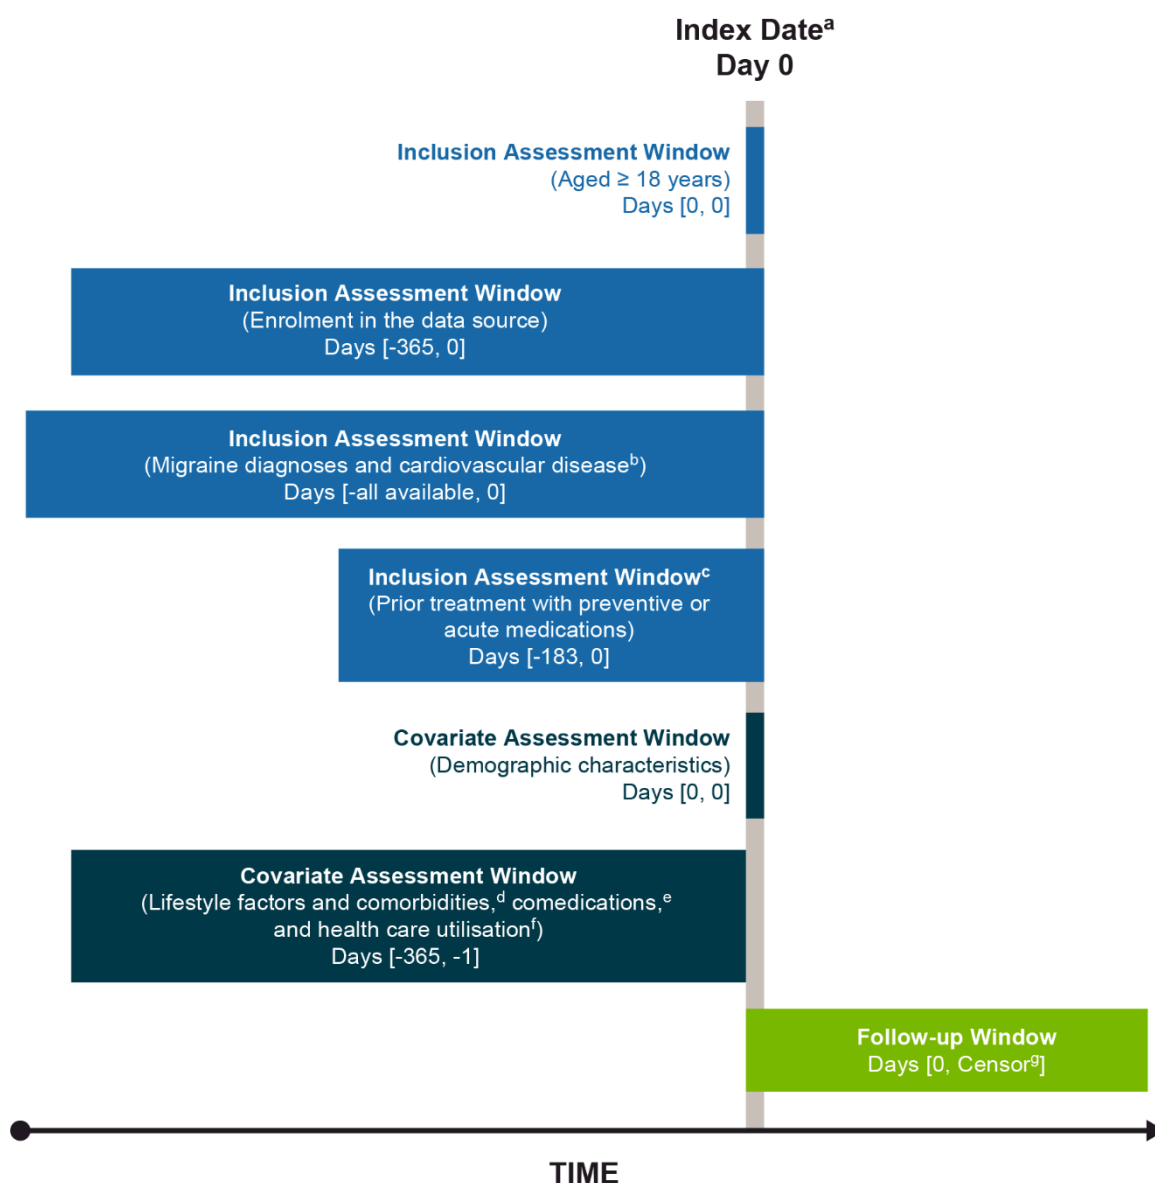 Index Dateᵃ
Day 0
Inclusion Assessment Window
(Aged ≥ 18 years)
Days [0, 0]
Inclusion Assessment Window
(Enrolment in the data source)
Days [-365, 0]
Inclusion Assessment Window
(Migraine diagnoses and cardiovascular diseaseᵇ)
Days [-all available, 0]
Inclusion Assessment Windowᶜ
(Prior treatment with preventive or
acute medications)
Days [-183, 0]
Covariate Assessment Window
(Demographic characteristics)
Days [0, 0]
Covariate Assessment Window
(Lifestyle factors and comorbidities,ᵈ comedications,ᵉ
and health care utilisationᶠ)
Days [-365, -1]
Follow-up Window
Days [0, Censorᵍ]
TIME